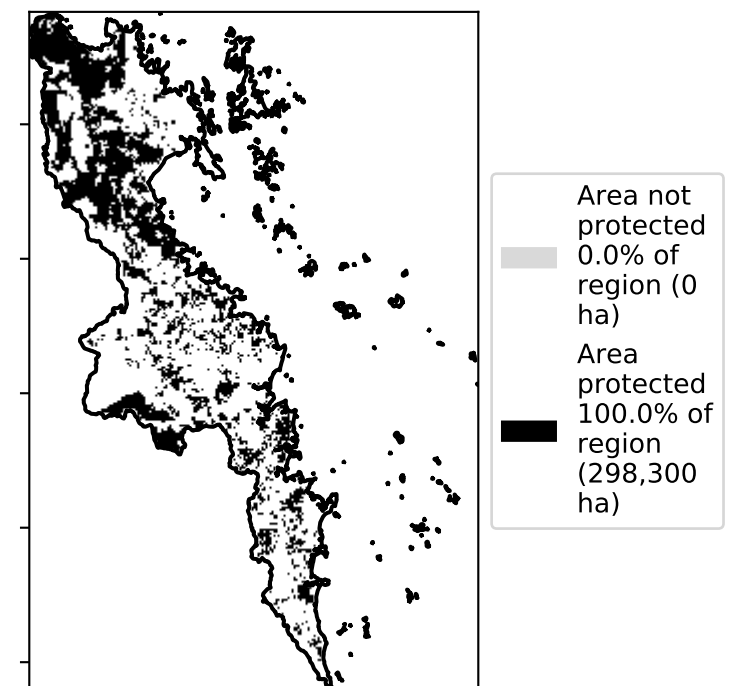 Area not
protected
0.0% of
region (0
ha)
Area
protected
100.0% of
region
(298,300
ha)